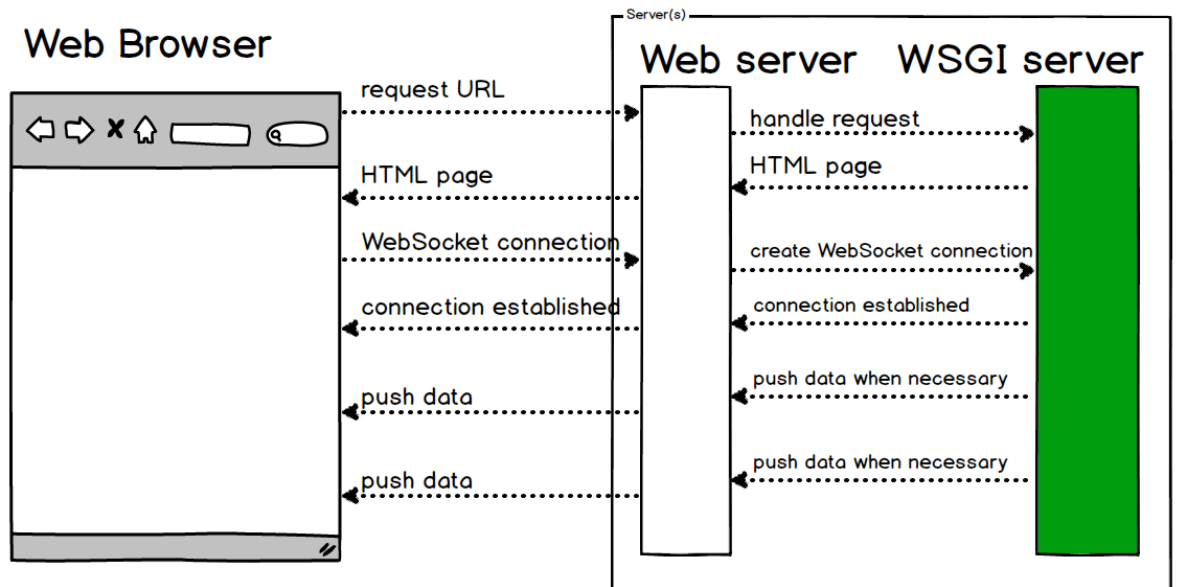 Server(s)
Web Browser
Web server
WSGI server
request URL
handle request
HTML page
HTML page
WebSocket connection
create WebSocket connection
connection established
connection established
push data
push data when necessary
push data
push data when necessary